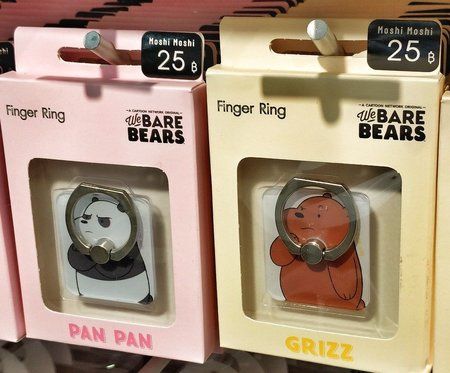 Moshi Moshi
25 ฿
Finger Ring
A CARTOON NETWORK ORIGINAL
We BARE
BEARS
PAN PAN
Moshi Moshi
25 ฿
Finger Ring
A CARTOON NETWORK ORIGINAL
We BARE
BEARS
GRIZZ